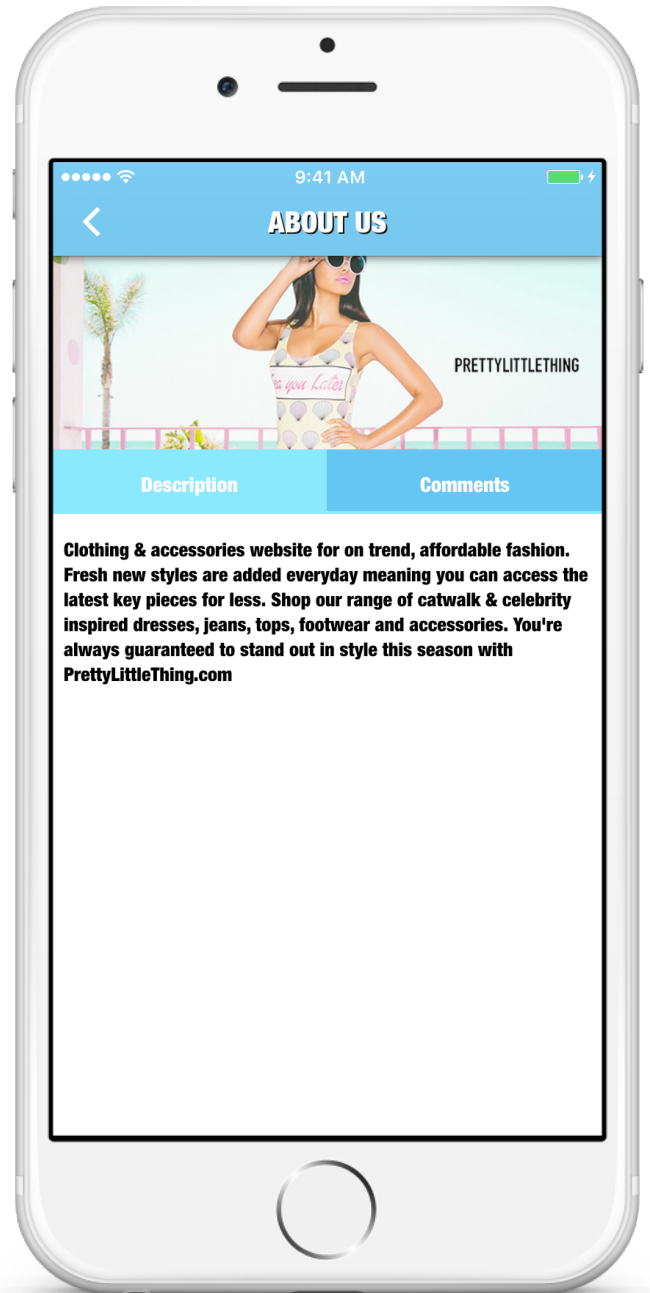 9:41 AM
ABOUT US
PRETTYLITTLETHING
you Later
Description
Comments
Clothing & accessories website for on trend, affordable fashion.
Fresh new styles are added everyday meaning you can access the
latest key pieces for less. Shop our range of catwalk & celebrity
inspired dresses, jeans, tops, footwear and accessories. You're
always guaranteed to stand out in style this season with
PrettyLittleThing.com